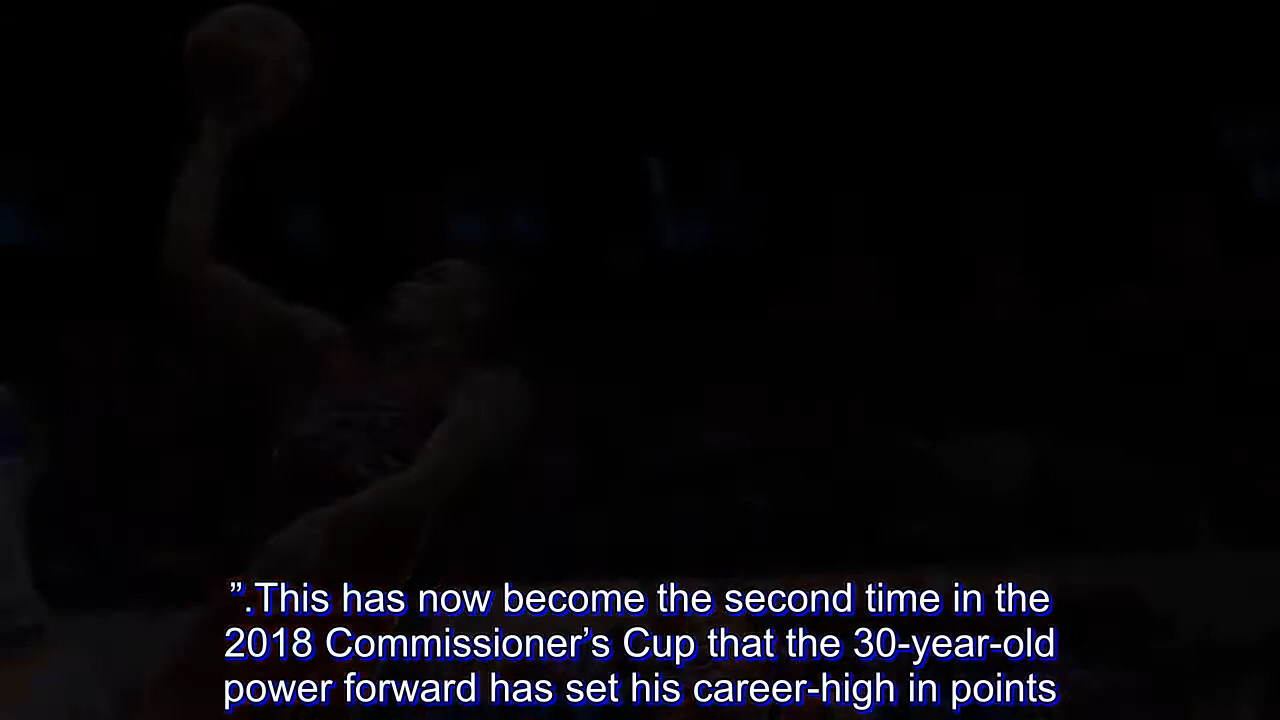 ”.This has now become the second time in the
2018 Commissioner’s Cup that the 30-year-old
power forward has set his career-high in points